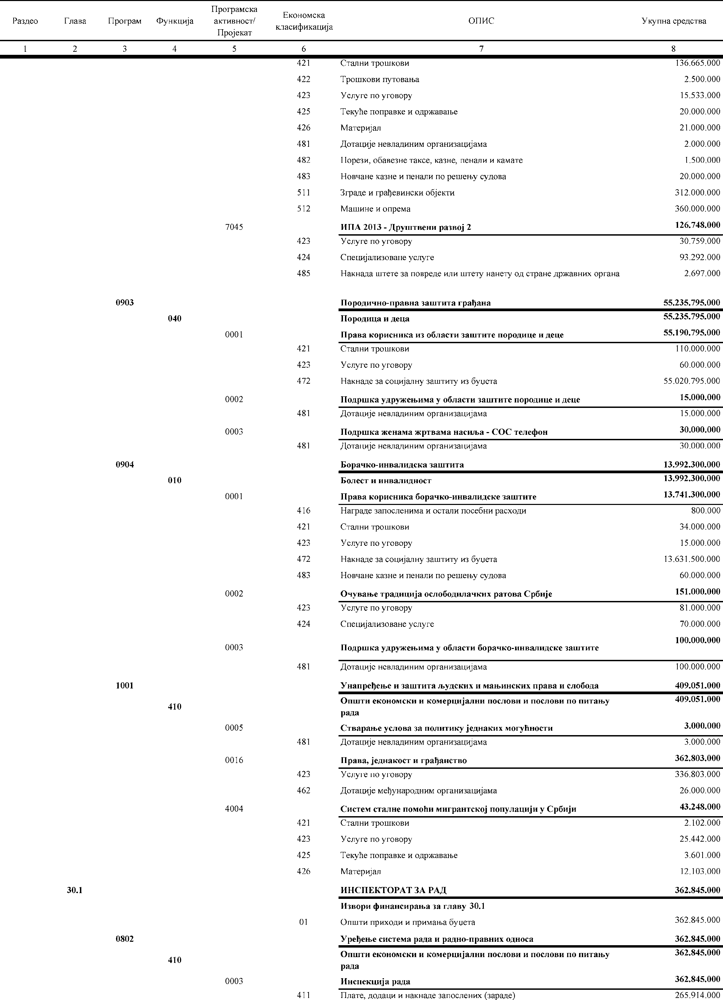 Раздео Глава Програм Функција Програмска активност/ Пројекат Економска класификација ОПИС Укупна средства
1 2 3 4 5 6 7 8
421 Стални трошкови 136.665.000
422 Трошкови путовања 2.500.000
423 Услуге по уговору 15.533.000
425 Текуће поправке и одржавање 20.000.000
426 Материјал 21.000.000
481 Дотације невладиним организацијама 2.000.000
482 Порези, обавезне таксе, казне, пенали и камате 1.500.000
483 Новчане казне и пенали по решењу судова 20.000.000
511 Зграде и грађевински објекти 312.000.000
512 Машине и опрема 360.000.000
7045 ИПА 2013 - Друштвени развој 2 126.748.000
423 Услуге по уговору 30.759.000
424 Специјализоване услуге 93.292.000
485 Накнада штете за повреде или штету нанету од стране државних органа 2.697.000
0903 Породично-правна заштита грађана 55.235.795.000
040 Породица и деца 55.235.795.000
0001 Права корисника из области заштите породице и деце 55.190.795.000
421 Стални трошкови 110.000.000
423 Услуге по уговору 60.000.000
472 Накнаде за социјалну заштиту из буџета 55.020.795.000
0002 Подршка удружењима у области заштите породице и деце 15.000.000
481 Дотације невладиним организацијама 15.000.000
0003 Подршка женама жртвама насиља - СОС телефон 30.000.000
481 Дотације невладиним организацијама 30.000.000
0904 Борачко-инвалидска заштита 13.992.300.000
010 Болест и инвалидност 13.992.300.000
0001 Права корисника борачко-инвалидске заштите 13.741.300.000
416 Награде запосленима и остали посебни расходи 800.000
421 Стални трошкови 34.000.000
423 Услуге по уговору 15.000.000
472 Накнаде за социјалну заштиту из буџета 13.631.500.000
483 Новчане казне и пенали по решењу судова 60.000.000
0002 Очување традиција ослободилачких ратова Србије 151.000.000
423 Услуге по уговору 81.000.000
424 Специјализоване услуге 70.000.000
0003 Подршка удружењима у области борачко-инвалидске заштите 100.000.000
481 Дотације невладиним организацијама 100.000.000
1001 Унапређење и заштита људских и мањинских права и слобода 409.051.000
410 Општи економски и комерцијални послови и послови по питању 409.051.000
рада
0005 Стварање услова за политику једнаких могућности 3.000.000
481 Дотације невладиним организацијама 3.000.000
0016 Права, једнакост и грађанство 362.803.000
423 Услуге по уговору 336.803.000
462 Дотације међународним организацијама 26.000.000
4004 Систем сталне помоћи мигрантској популацији у Србији 43.248.000
421 Стални трошкови 2.102.000
423 Услуге по уговору 25.442.000
425 Текуће поправке и одржавање 3.601.000
426 Материјал 12.103.000
30.1 ИНСПЕКТОРАТ ЗА РАД 362.845.000
Извори финансирања за главу 30.1
01 Општи приходи и примања буџета 362.845.000
0802 Уређење система рада и радно-правних односа 362.845.000
410 Општи економски и комерцијални послови и послови по питању 362.845.000
рада
0003 Инспекција рада 362.845.000
411 Плате, додаци и накнаде запослених (зараде) 265.914.000